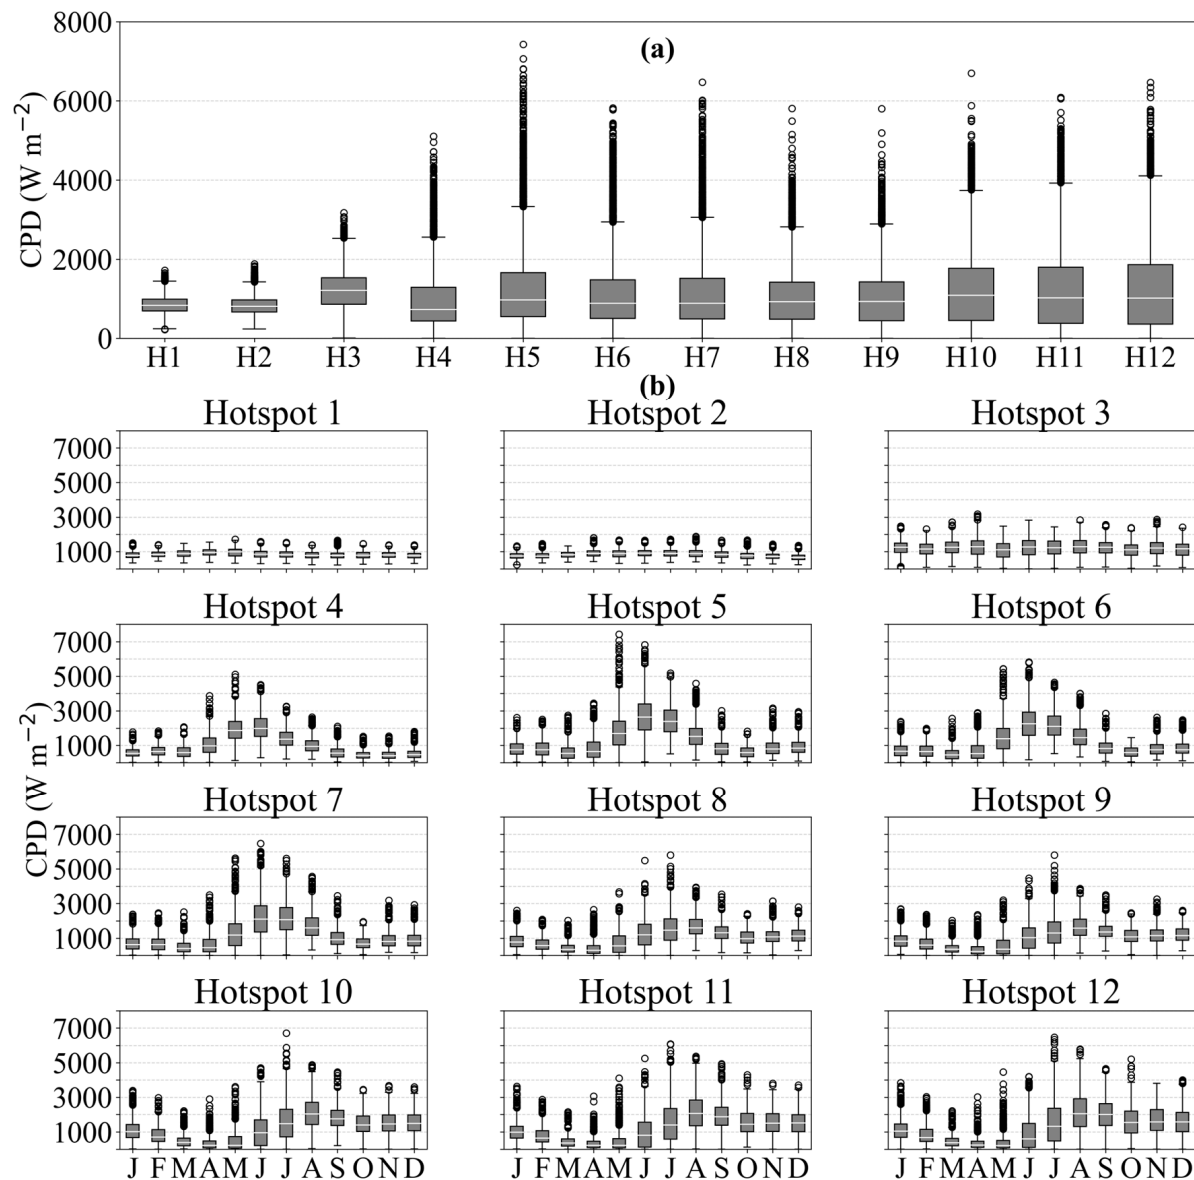 (a)
CPD (W m⁻²)
8000
6000
4000
2000
0
H1 H2 H3 H4 H5 H6 H7 H8 H9 H10 H11 H12
(b)
CPD (W m⁻²)
Hotspot 1 Hotspot 2 Hotspot 3
7000
5000
3000
1000
Hotspot 4 Hotspot 5 Hotspot 6
7000
5000
3000
1000
Hotspot 7 Hotspot 8 Hotspot 9
7000
5000
3000
1000
Hotspot 10 Hotspot 11 Hotspot 12
7000
5000
3000
1000
J F M A M J J A S O N D J F M A M J J A S O N D J F M A M J J A S O N D